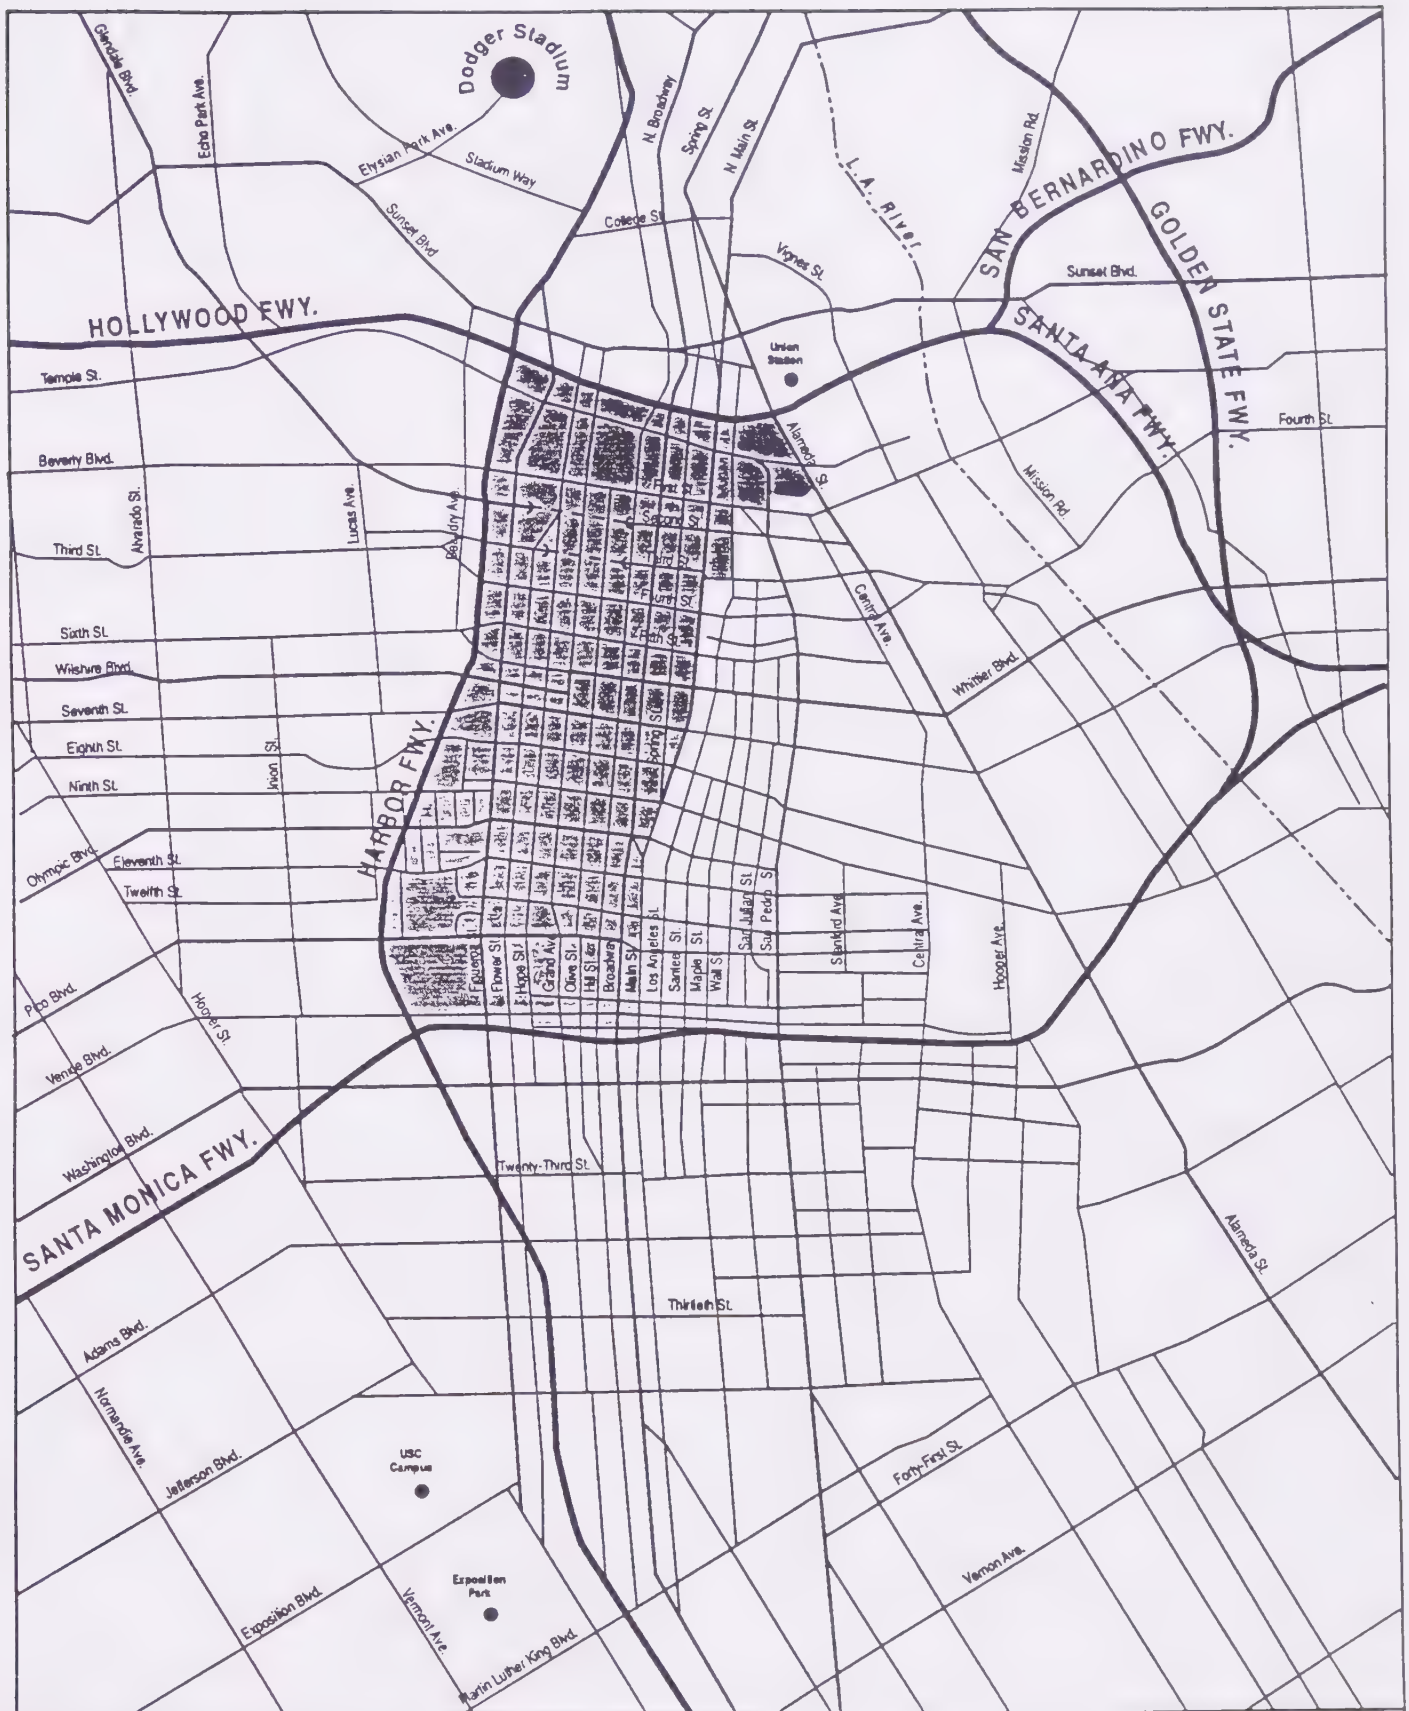 Glendale Blvd.
Echo Park Ave.
Dodger Stadium
Elysian Park Ave.
Stadium Way
Sunset Blvd
N. Broadway
Spring St.
N. Main St.
College St.
L. A. River
Mission Rd.
SAN BERNARDINO FWY.
GOLDEN STATE FWY.
Vignes St.
Sunset Blvd.
HOLLYWOOD FWY.
SANTA ANA FWY.
Union
Station
Temple St.
Alameda St.
Fourth St.
Beverly Blvd.
Alvarado St.
Lucas Ave.
Mission Rd.
Third St.
Central Ave.
Sixth St.
Wilshire Blvd.
Whittier Blvd.
Seventh St.
Eighth St.
Union St.
Ninth St.
HARBOR FWY.
Spring St.
Olympic Blvd.
Eleventh St.
Twelfth St.
Figueroa St.
Flower St.
Hope St.
Grand Ave.
Olive St.
Hill St.
Broadway
Main St.
Los Angeles St.
Santee St.
Maple St.
Wall St.
San Julian St.
San Pedro St.
Stanford Ave.
Central Ave.
Hooper Ave.
Pico Blvd.
Hoover St.
Venice Blvd.
Washington Blvd.
SANTA MONICA FWY.
Twenty-Third St.
Alameda St.
Thirtieth St.
Adams Blvd.
Normandie Ave.
Jefferson Blvd.
USC
Campus
Forty-First St.
Exposition Blvd.
Vermont Ave.
Exposition
Park
Vernon Ave.
Martin Luther King Blvd.